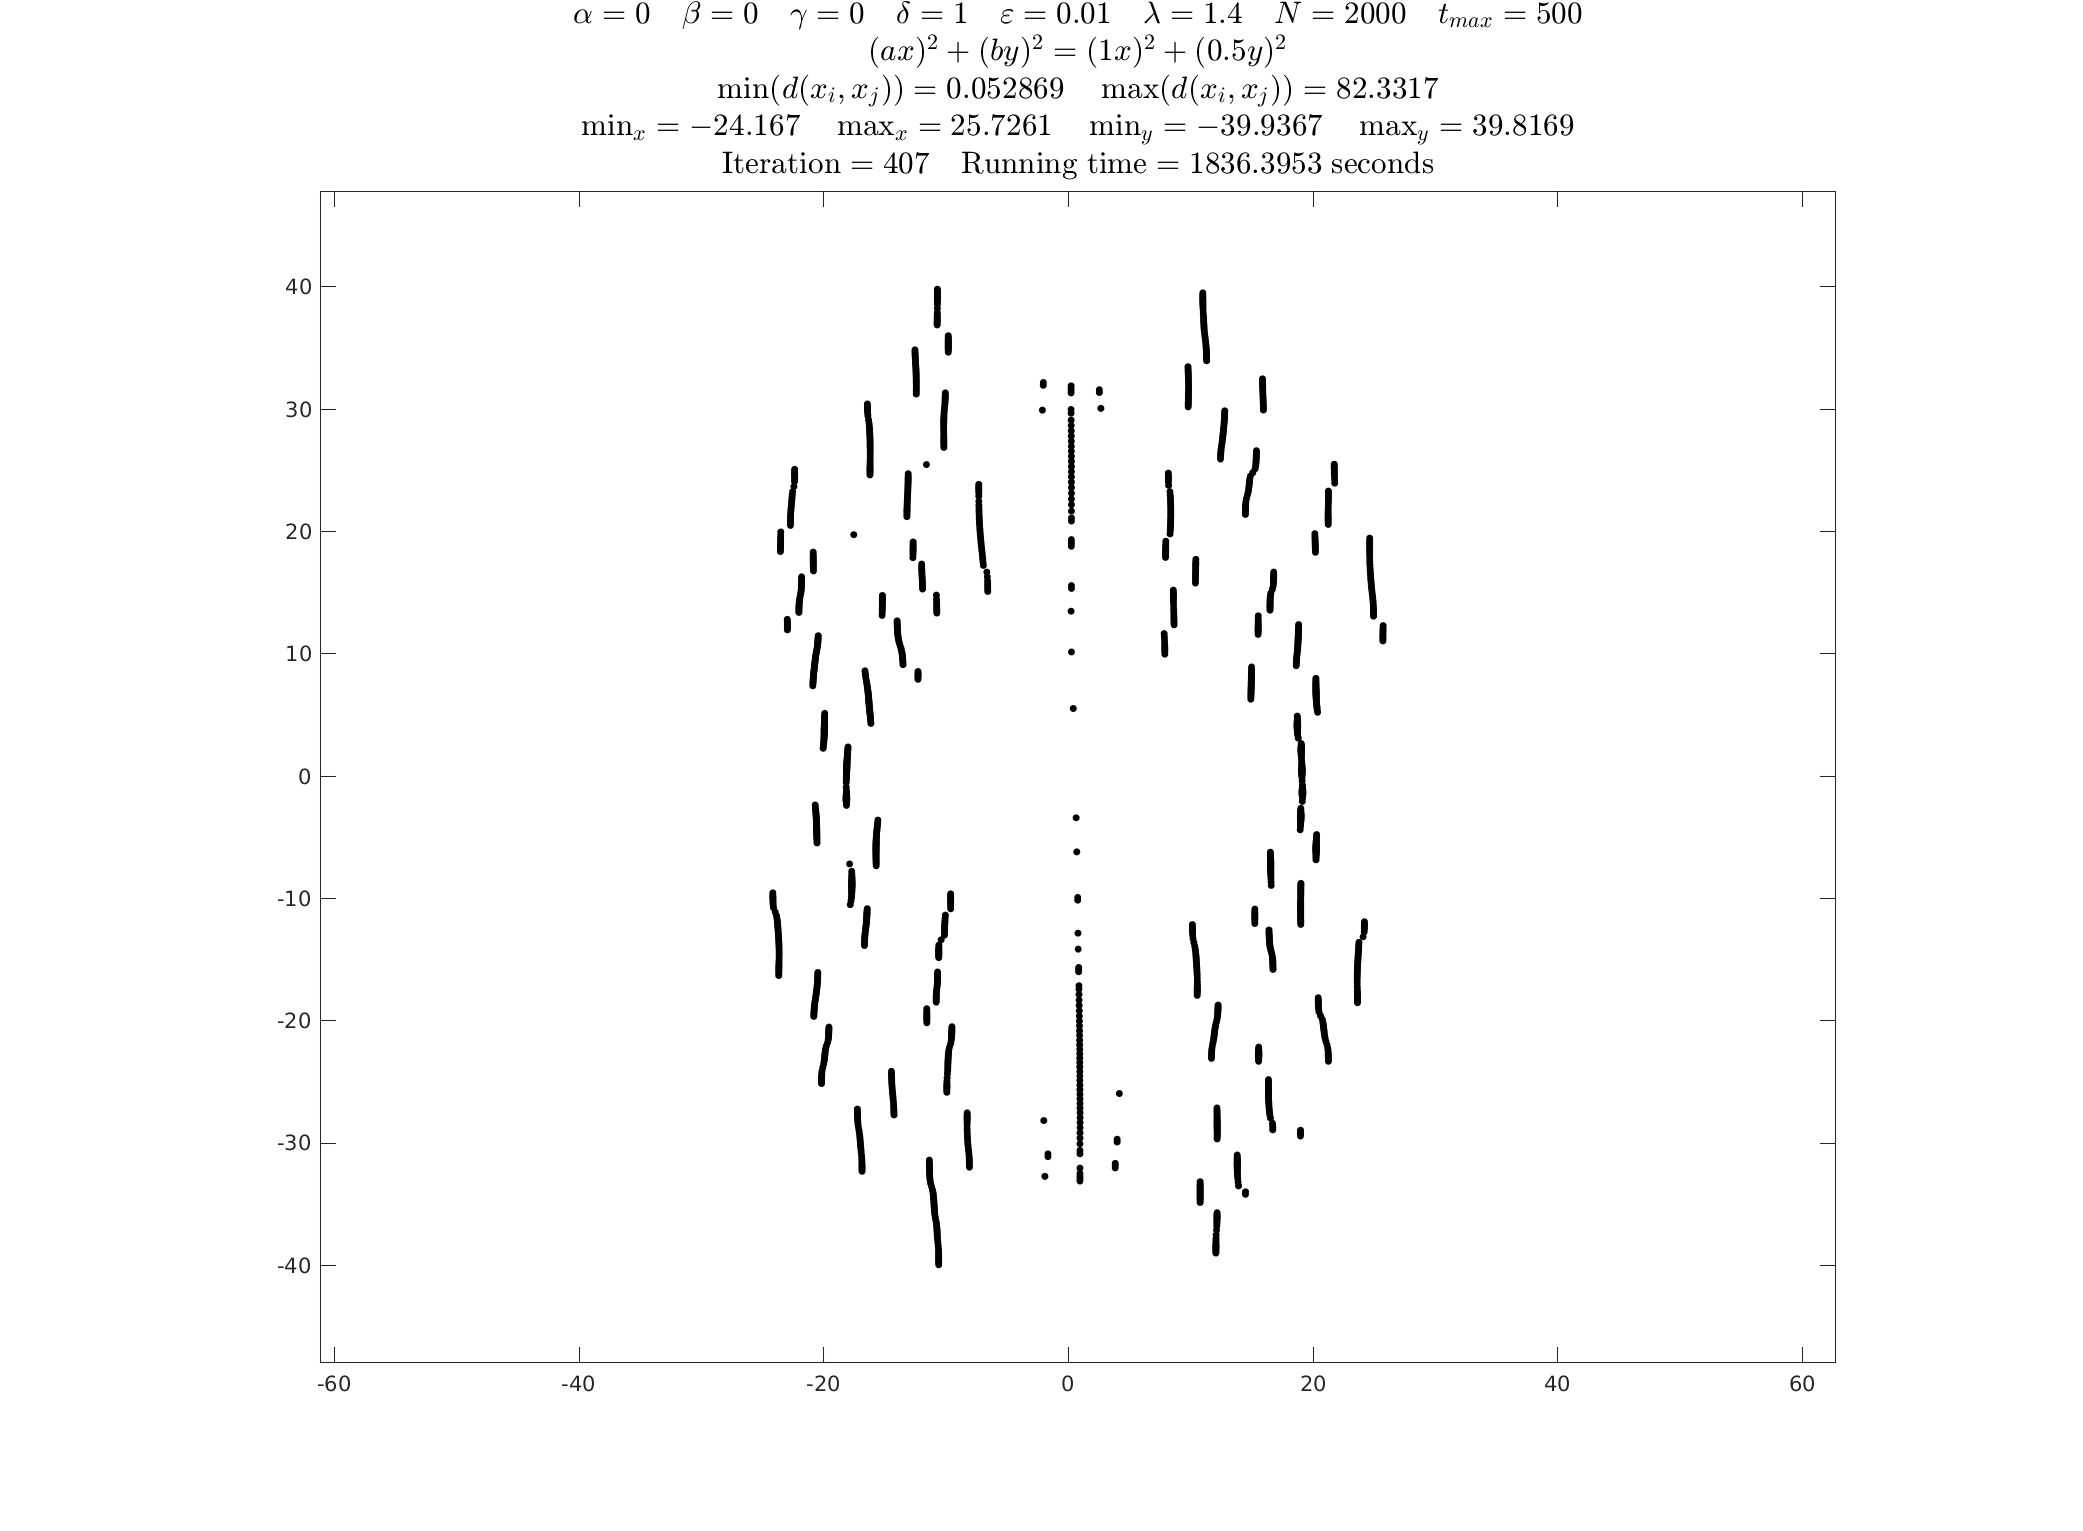 α = 0 β = 0 γ = 0 δ = 1 ε = 0.01 λ = 1.4 N = 2000 t_max = 500
(ax)² + (by)² = (1x)² + (0.5y)²
min(d(x_i, x_j)) = 0.052869 max(d(x_i, x_j)) = 82.3317
min_x = −24.167 max_x = 25.7261 min_y = −39.9367 max_y = 39.8169
Iteration = 407 Running time = 1836.3953 seconds
40
30
20
10
0
-10
-20
-30
-40
-60 -40 -20 0 20 40 60